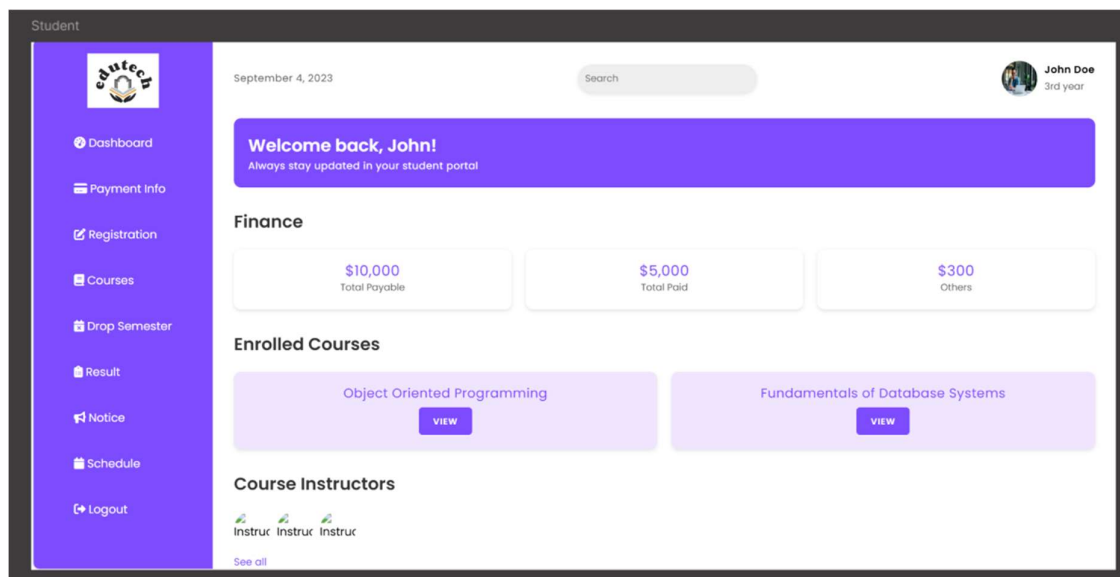 Student
edutech
Dashboard
Payment Info
Registration
Courses
Drop Semester
Result
Notice
Schedule
Logout
September 4, 2023
Search
John Doe
3rd year
Welcome back, John!
Always stay updated in your student portal
Finance
$10,000
Total Payable
$5,000
Total Paid
$300
Others
Enrolled Courses
Object Oriented Programming
VIEW
Fundamentals of Database Systems
VIEW
Course Instructors
Instruc Instruc Instruc
See all